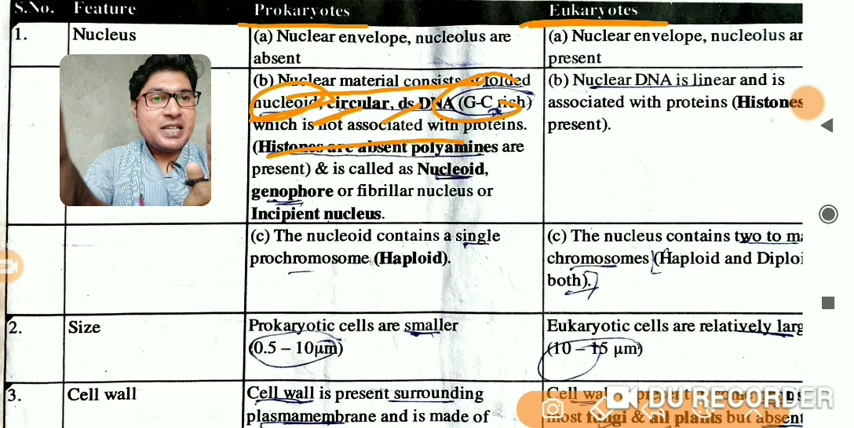 S.No. Feature Prokaryotes Eukaryotes
1. Nucleus (a) Nuclear envelope, nucleolus are (a) Nuclear envelope, nucleolus ar
absent present
(b) Nuclear material consists folded (b) Nuclear DNA is linear and is
nucleoid, circular, ds DNA (G-C rich) associated with proteins (Histones
which is not associated with proteins. present).
(Histones are absent polyamines are
present) & is called as Nucleoid,
genophore or fibrillar nucleus or
Incipient nucleus.
(c) The nucleoid contains a single (c) The nucleus contains two to ma
prochromosome (Haploid). chromosomes (Haploid and Diploi
both).
2. Size Prokaryotic cells are smaller Eukaryotic cells are relatively larg
(0.5 – 10μm) (10 – 15 μm)
3. Cell wall Cell wall is present surrounding Cell wal
plasmamembrane and is made of most fungi & all plants but absent
DU RECORDER